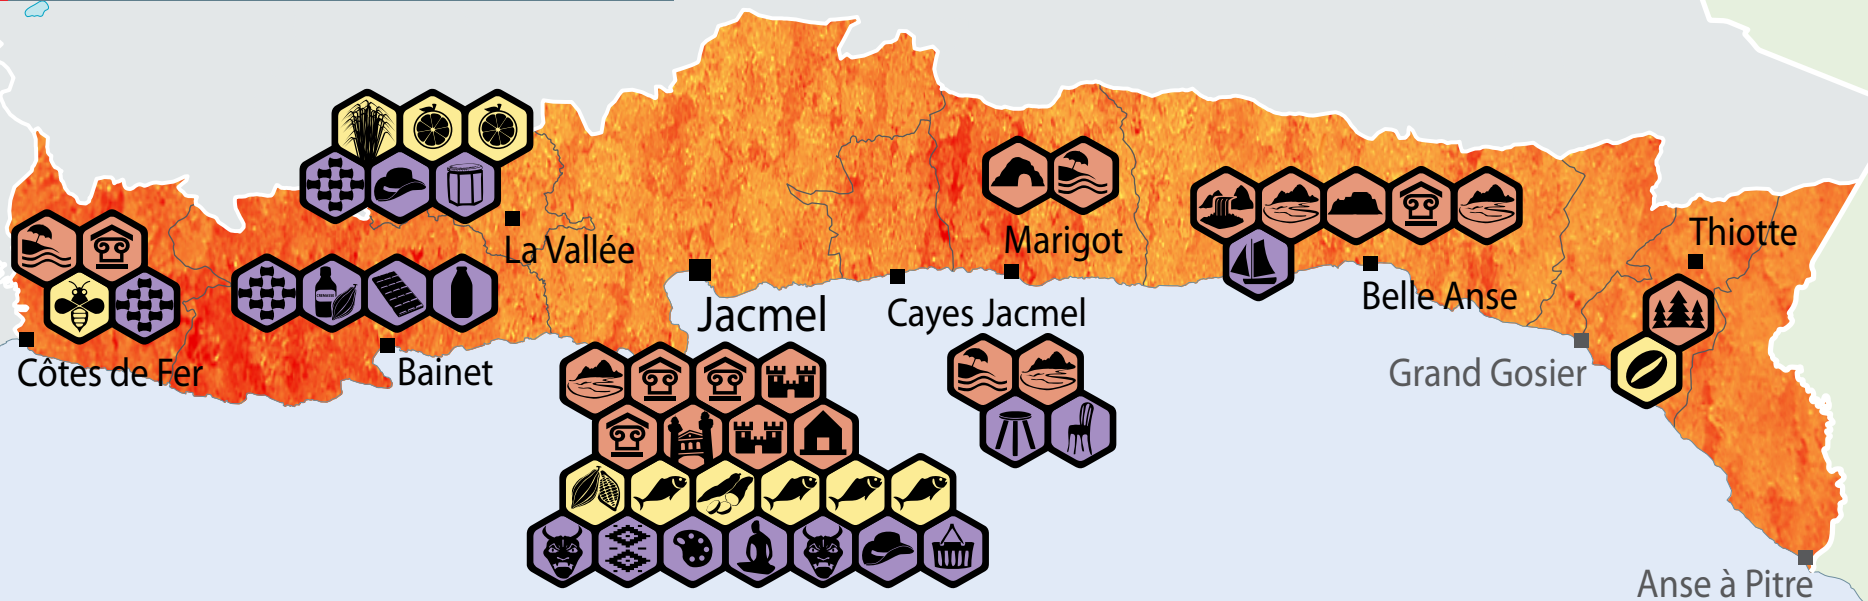 La Vallée
Marigot
Thiotte
Jacmel
Cayes Jacmel
Belle Anse
Côtes de Fer
Bainet
Grand Gosier
Anse à Pitre